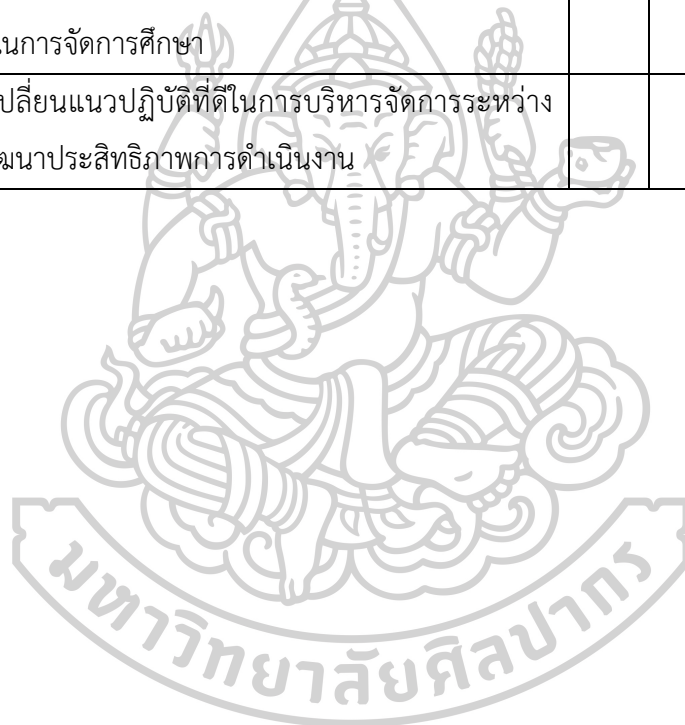 นการจัดการศึกษา
เปลี่ยนแนวปฏิบัติที่ดีในการบริหารจัดการระหว่าง
ฒนาประสิทธิภาพการดำเนินงาน
มหาวิทยาลัยศิลปากร